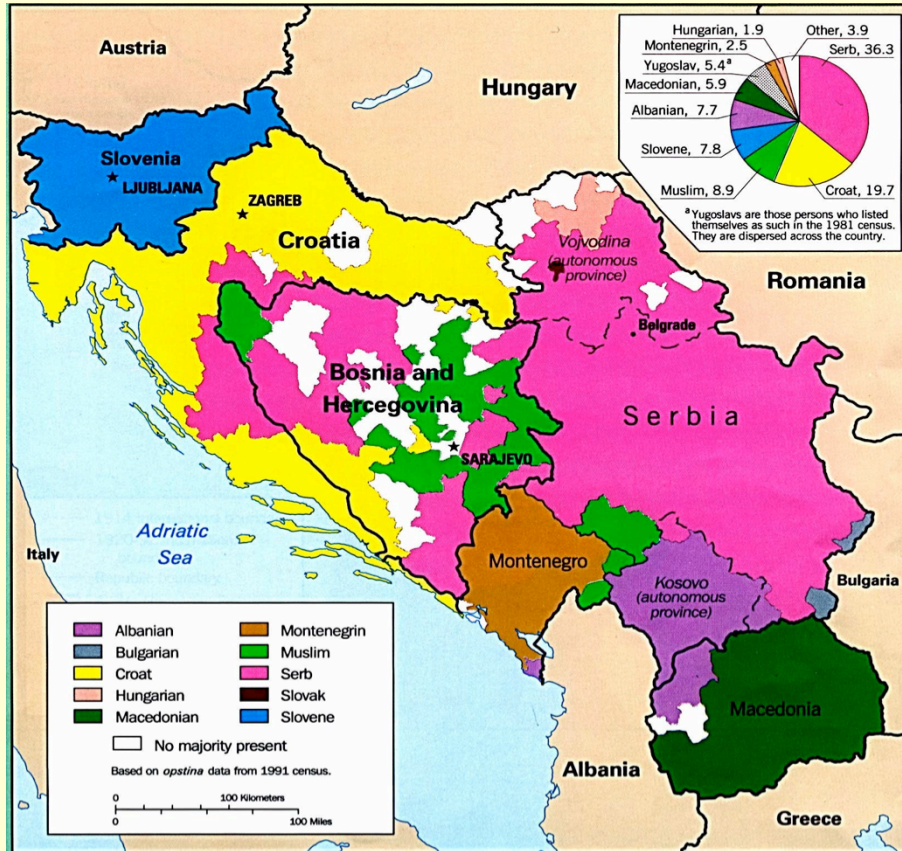 Austria
Hungary
Slovenia
LJUBLJANA
ZAGREB
Croatia
Vojvodina
(autonomous
province)
Romania
Belgrade
Bosnia and
Hercegovina
Serbia
SARAJEVO
Adriatic
Sea
Italy
Montenegro
Kosovo
(autonomous
province)
Bulgaria
Macedonia
Albania
Greece
Hungarian, 1.9
Other, 3.9
Montenegrin, 2.5
Serb, 36.3
Yugoslav, 5.4a
Macedonian, 5.9
Albanian, 7.7
Slovene, 7.8
Muslim, 8.9
Croat, 19.7
a Yugoslavs are those persons who listed
themselves as such in the 1981 census.
They are dispersed across the country.
Albanian
Bulgarian
Croat
Hungarian
Macedonian
Montenegrin
Muslim
Serb
Slovak
Slovene
No majority present
Based on opstina data from 1991 census.
0 100 Kilometers
0 100 Miles